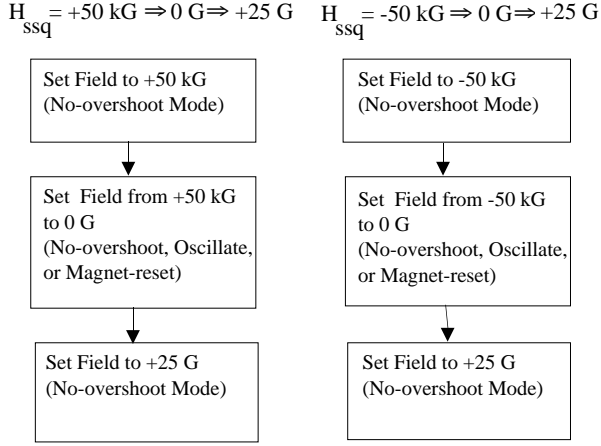 H_ssq = +50 kG ⇒ 0 G ⇒ +25 G
Set Field to +50 kG
(No-overshoot Mode)
Set Field from +50 kG
to 0 G
(No-overshoot, Oscillate,
or Magnet-reset)
Set Field to +25 G
(No-overshoot Mode)
H_ssq = -50 kG ⇒ 0 G ⇒ +25 G
Set Field to -50 kG
(No-overshoot Mode)
Set Field from -50 kG
to 0 G
(No-overshoot, Oscillate,
or Magnet-reset)
Set Field to +25 G
(No-overshoot Mode)